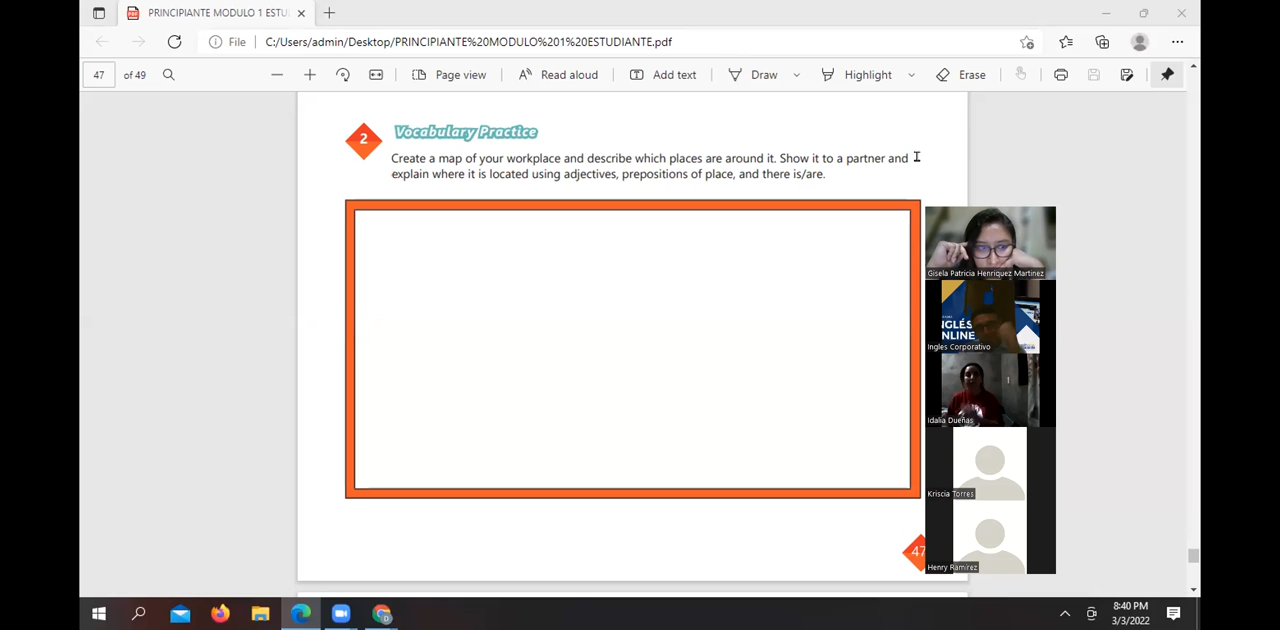 PRINCIPIANTE MODULO 1 ESTU
File
C:/Users/admin/Desktop/PRINCIPIANTE%20MODULO%201%20ESTUDIANTE.pdf
47
of 49
Page view
Read aloud
Add text
Draw
Highlight
Erase
2
Vocabulary Practice
Create a map of your workplace and describe which places are around it. Show it to a partner and
explain where it is located using adjectives, prepositions of place, and there is/are.
Gisela Patricia Henriquez Martinez
INGLÉS
NLINE
Ingles Corporativo
Idalia Dueñas
Kriscia Torres
Henry Ramírez
47
8:40 PM
3/3/2022